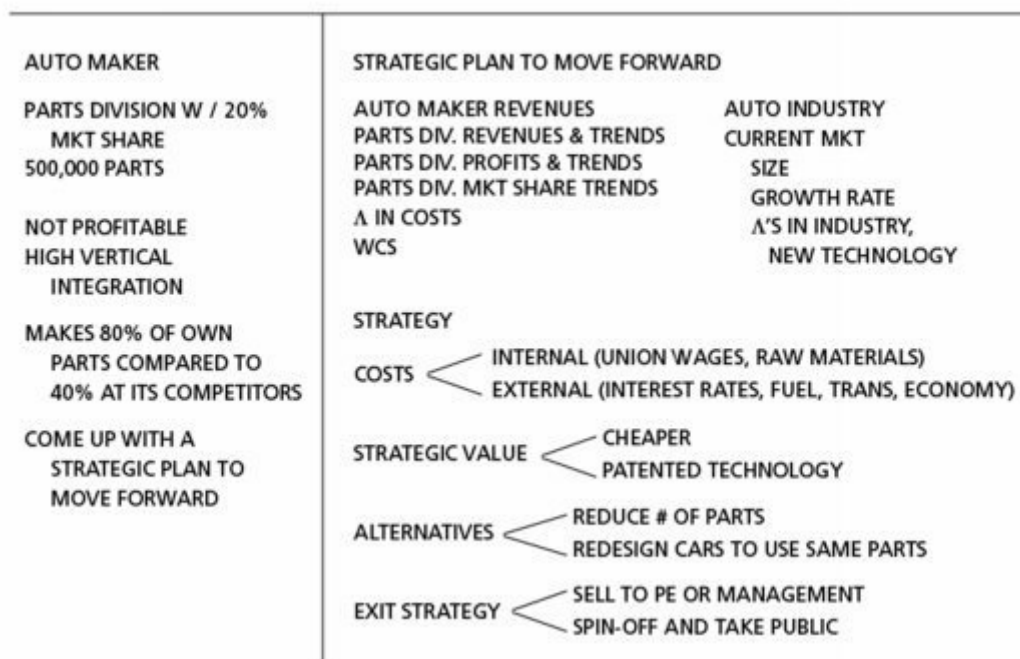 AUTO MAKER
PARTS DIVISION W / 20%
MKT SHARE
500,000 PARTS
NOT PROFITABLE
HIGH VERTICAL
INTEGRATION
MAKES 80% OF OWN
PARTS COMPARED TO
40% AT ITS COMPETITORS
COME UP WITH A
STRATEGIC PLAN TO
MOVE FORWARD
STRATEGIC PLAN TO MOVE FORWARD
AUTO MAKER REVENUES
PARTS DIV. REVENUES & TRENDS
PARTS DIV. PROFITS & TRENDS
PARTS DIV. MKT SHARE TRENDS
Λ IN COSTS
WCS
AUTO INDUSTRY
CURRENT MKT
SIZE
GROWTH RATE
Λ'S IN INDUSTRY,
NEW TECHNOLOGY
STRATEGY
COSTS
INTERNAL (UNION WAGES, RAW MATERIALS)
EXTERNAL (INTEREST RATES, FUEL, TRANS, ECONOMY)
STRATEGIC VALUE
CHEAPER
PATENTED TECHNOLOGY
ALTERNATIVES
REDUCE # OF PARTS
REDESIGN CARS TO USE SAME PARTS
EXIT STRATEGY
SELL TO PE OR MANAGEMENT
SPIN-OFF AND TAKE PUBLIC